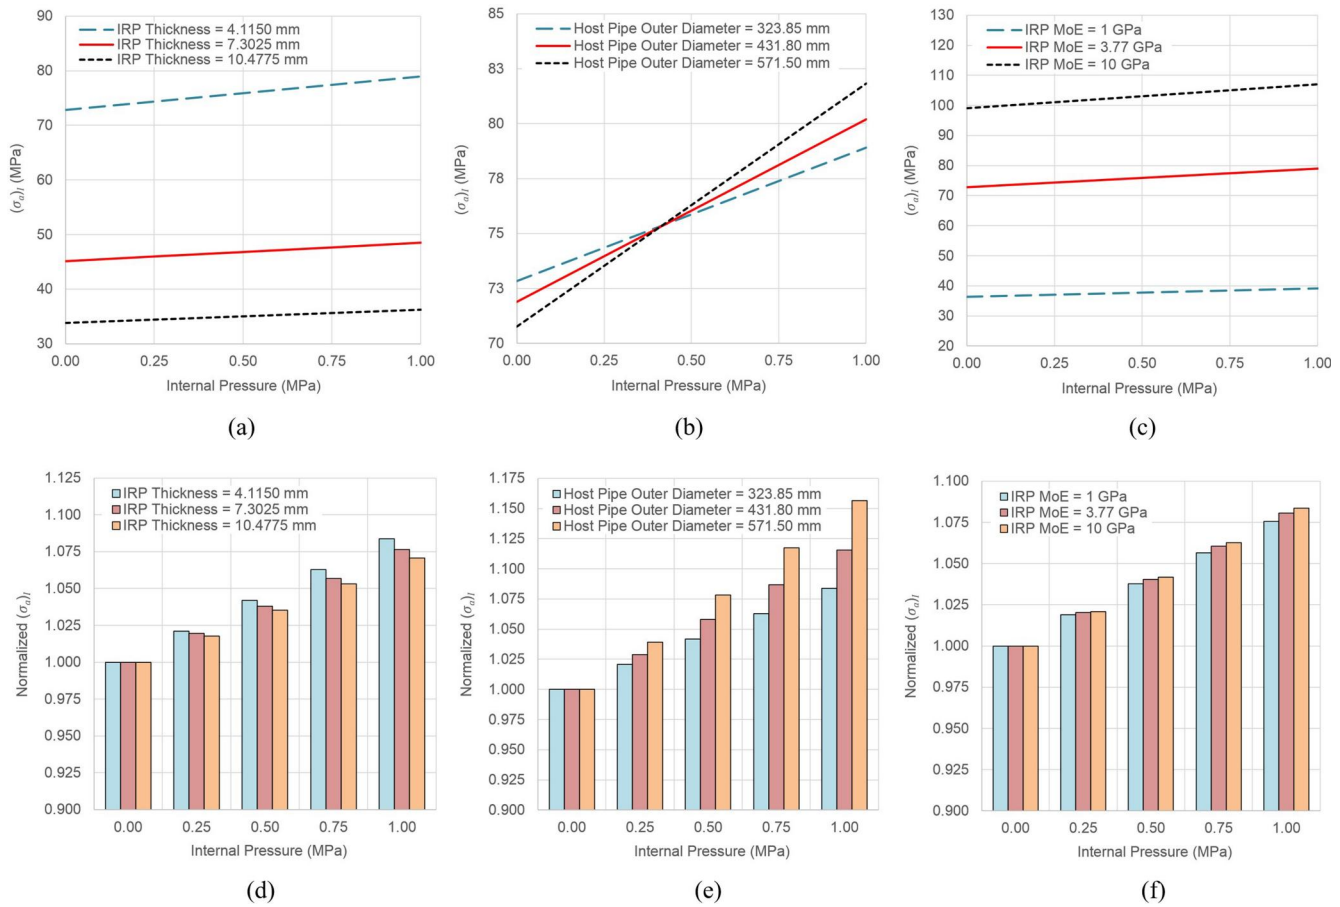 IRP Thickness = 4.1150 mm
IRP Thickness = 7.3025 mm
IRP Thickness = 10.4775mm
90
80
70
60
50
40
30
(σₐ)ₗ (MPa)
0.00 0.25 0.50 0.75 1.00
Internal Pressure (MPa)
(a)
Host Pipe Outer Diameter = 323.85 mm
Host Pipe Outer Diameter = 431.80 mm
Host Pipe Outer Diameter = 571.50 mm
85
83
80
78
75
73
70
(σₐ)ₗ (MPa)
0.00 0.25 0.50 0.75 1.00
Internal Pressure (MPa)
(b)
IRP MoE = 1 GPa
IRP MoE = 3.77 GPa
IRP MoE = 10 GPa
130
120
110
100
90
80
70
60
50
40
30
20
(σₐ)ₗ (MPa)
0.00 0.25 0.50 0.75 1.00
Internal Pressure (MPa)
(c)
IRP Thickness = 4.1150 mm
IRP Thickness = 7.3025 mm
IRP Thickness = 10.4775 mm
1.125
1.100
1.075
1.050
1.025
1.000
0.975
0.950
0.925
0.900
Normalized (σₐ)ₗ
0.00 0.25 0.50 0.75 1.00
Internal Pressure (MPa)
(d)
Host Pipe Outer Diameter = 323.85 mm
Host Pipe Outer Diameter = 431.80 mm
Host Pipe Outer Diameter = 571.50 mm
1.175
1.150
1.125
1.100
1.075
1.050
1.025
1.000
0.975
0.950
0.925
0.900
Normalized (σₐ)ₗ
0.00 0.25 0.50 0.75 1.00
Internal Pressure (MPa)
(e)
IRP MoE = 1 GPa
IRP MoE = 3.77 GPa
IRP MoE = 10 GPa
1.100
1.075
1.050
1.025
1.000
0.975
0.950
0.925
0.900
Normalized (σₐ)ₗ
0.00 0.25 0.50 0.75 1.00
Internal Pressure (MPa)
(f)